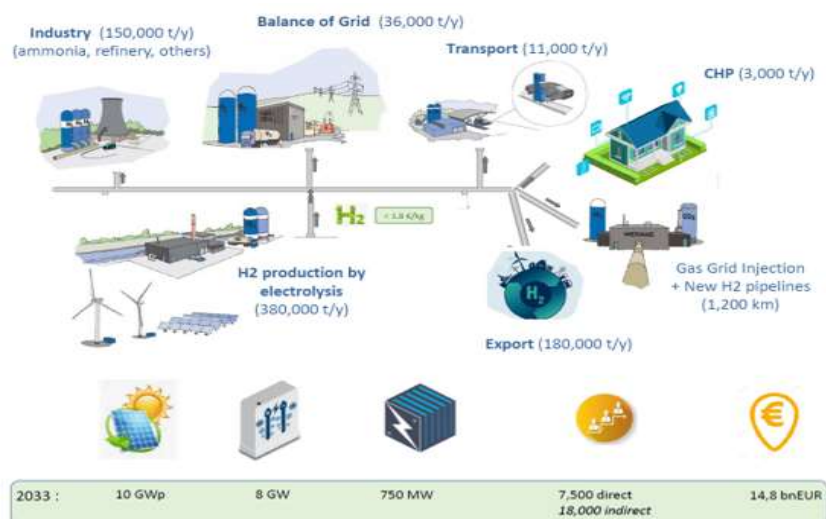 Industry (150,000 t/y)
(ammonia, refinery, others)
Balance of Grid (36,000 t/y)
Transport (11,000 t/y)
CHP (3,000 t/y)
H2
H2 production by
electrolysis
(380,000 t/y)
H2
Export (180,000 t/y)
Gas Grid Injection
+ New H2 pipelines
(1,200 km)
2033 :
10 GWp
8 GW
750 MW
7,500 direct
18,000 indirect
14,8 bnEUR